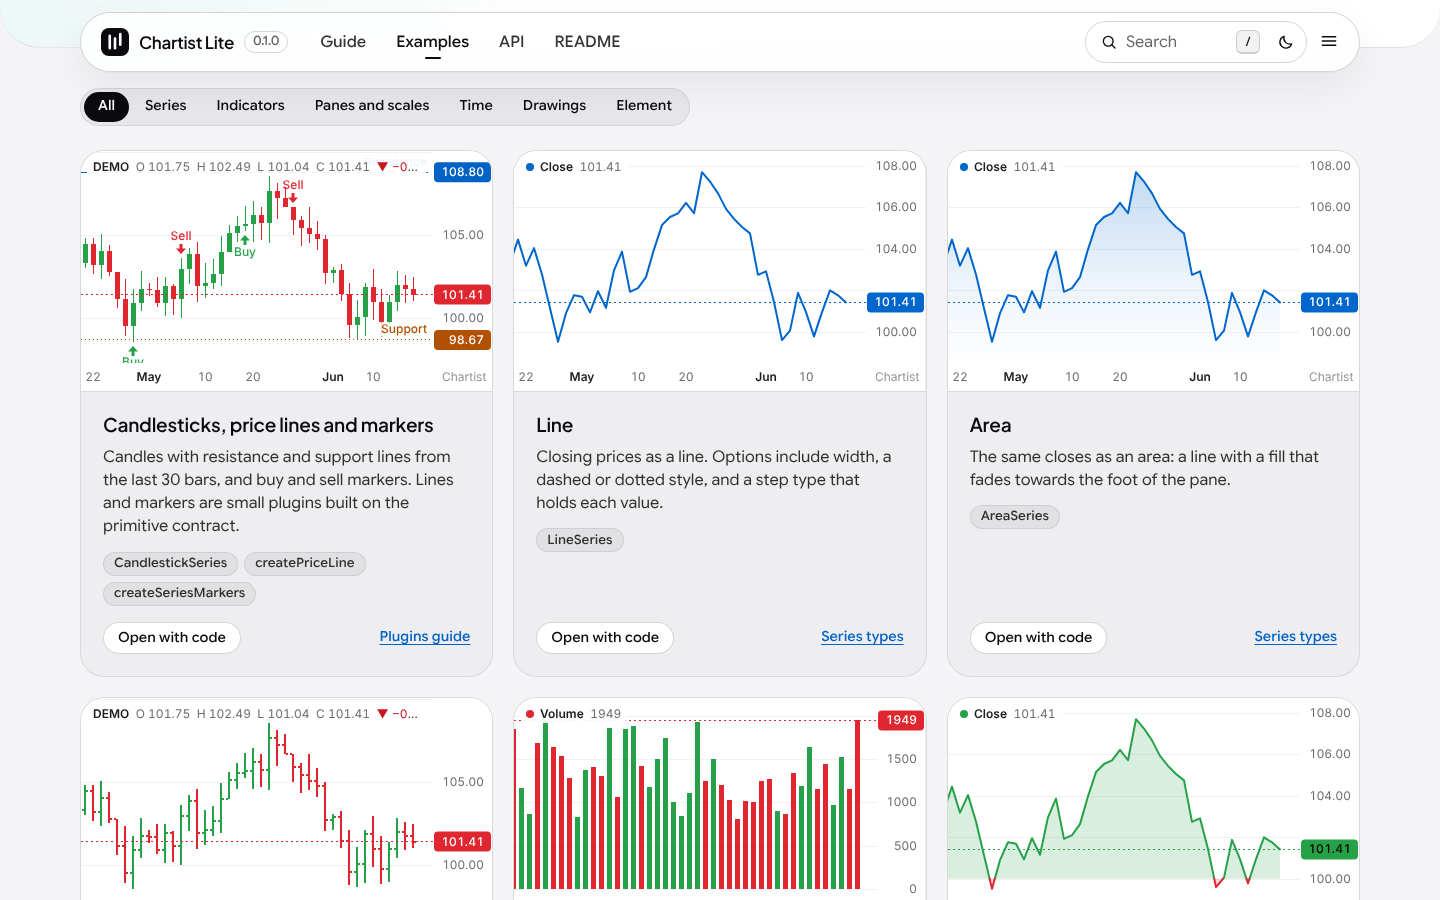 Chartist Lite 0.1.0 Guide Examples API README Search /
All Series Indicators Panes and scales Time Drawings Element
DEMO O 101.75 H 102.49 L 101.04 C 101.41 ▼ −0...
108.80
Sell
Sell
Buy
105.00
101.41
100.00
Support
98.67
Buy
22 May 10 20 Jun 10 Chartist
Candlesticks, price lines and markers
Candles with resistance and support lines from
the last 30 bars, and buy and sell markers. Lines
and markers are small plugins built on the
primitive contract.
CandlestickSeries createPriceLine
createSeriesMarkers
Open with code Plugins guide
Close 101.41
108.00
106.00
104.00
101.41
100.00
22 May 10 20 Jun 10 Chartist
Line
Closing prices as a line. Options include width, a
dashed or dotted style, and a step type that
holds each value.
LineSeries
Open with code Series types
Close 101.41
108.00
106.00
104.00
101.41
100.00
22 May 10 20 Jun 10 Chartist
Area
The same closes as an area: a line with a fill that
fades towards the foot of the pane.
AreaSeries
Open with code Series types
DEMO O 101.75 H 102.49 L 101.04 C 101.41 ▼ −0...
105.00
101.41
100.00
Volume 1949
1949
1500
1000
500
0
Close 101.41
108.00
106.00
104.00
101.41
100.00